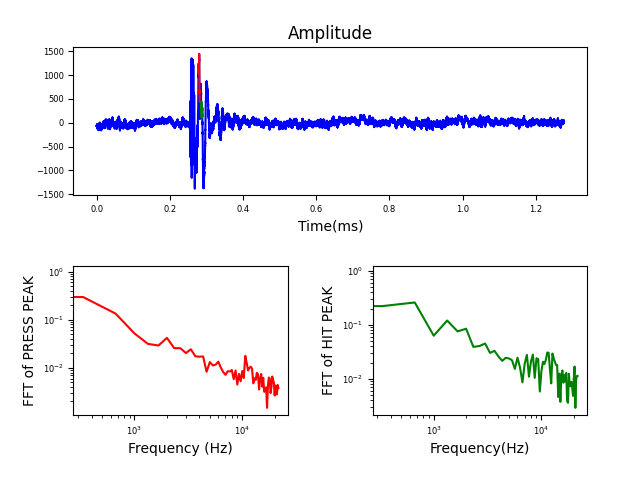 Amplitude
1500
1000
500
0
−500
−1000
−1500
0.0 0.2 0.4 0.6 0.8 1.0 1.2
Time(ms)
FFT of PRESS PEAK
10⁰
10⁻¹
10⁻²
10³ 10⁴
Frequency (Hz)
FFT of HIT PEAK
10⁰
10⁻¹
10⁻²
10³ 10⁴
Frequency(Hz)